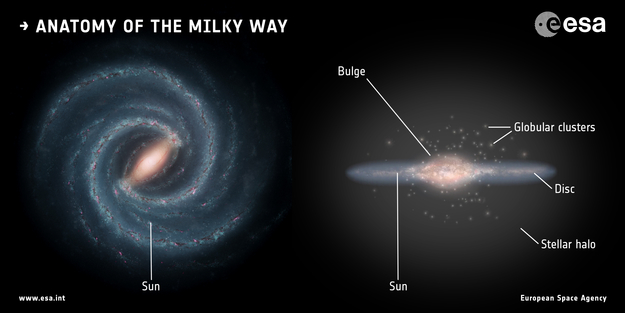 → ANATOMY OF THE MILKY WAY
esa
Bulge
Globular clusters
Disc
Stellar halo
Sun
Sun
www.esa.int
European Space Agency